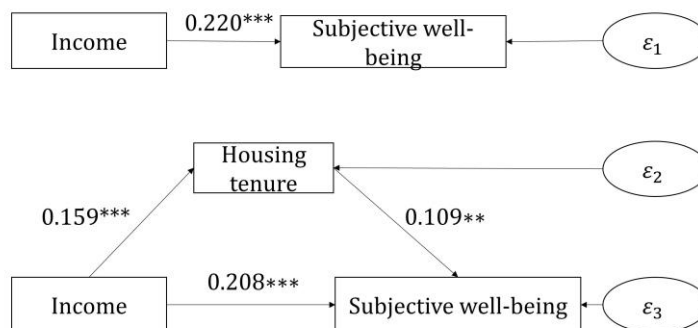 0.220***
Income
Subjective well-
being
ε₁
Housing
tenure
ε₂
0.159***
0.109**
0.208***
Income
Subjective well-being
ε₃